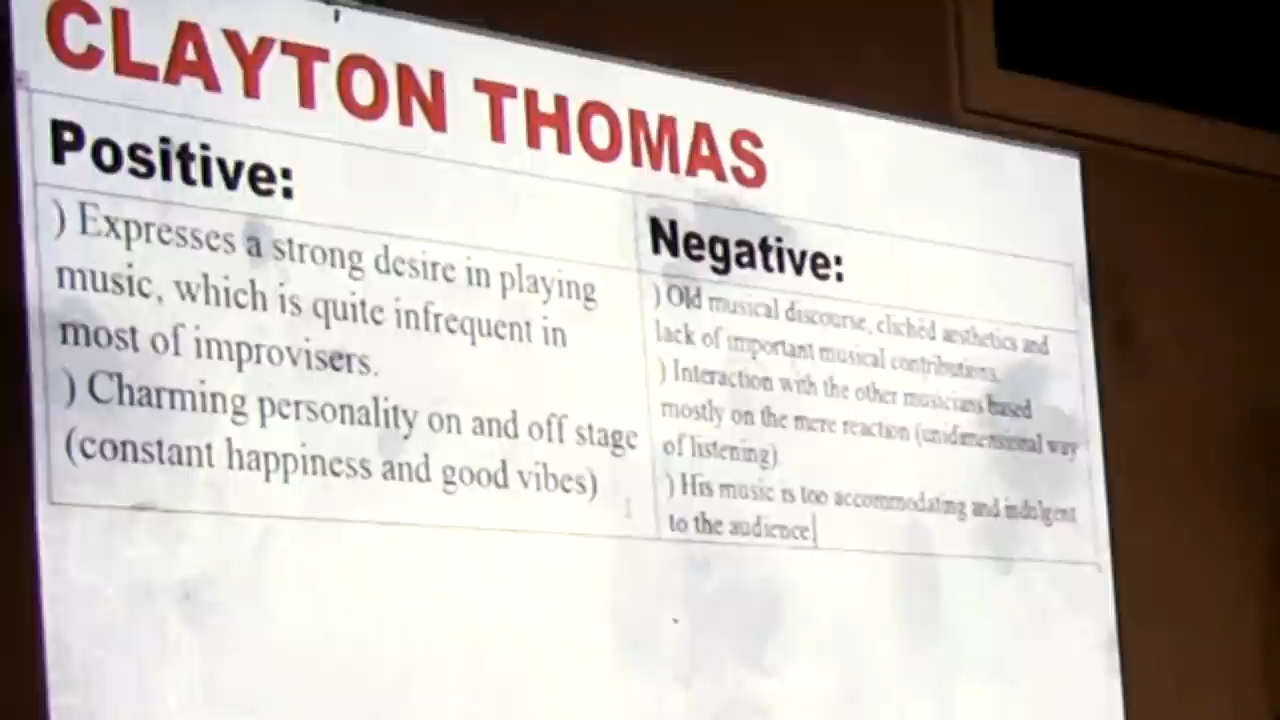 CLAYTON THOMAS
Positive:
) Expresses a strong desire in playing
music, which is quite infrequent in
most of improvisers.
) Charming personality on and off stage
(constant happiness and good vibes)
Negative:
) Old musical discourse, clichéd aesthetics and
lack of important musical contributions.
) Interaction with the other musicians based
mostly on the mere reaction (unidimensional way
of listening)
) His music is too accommodating and indulgent
to the audience